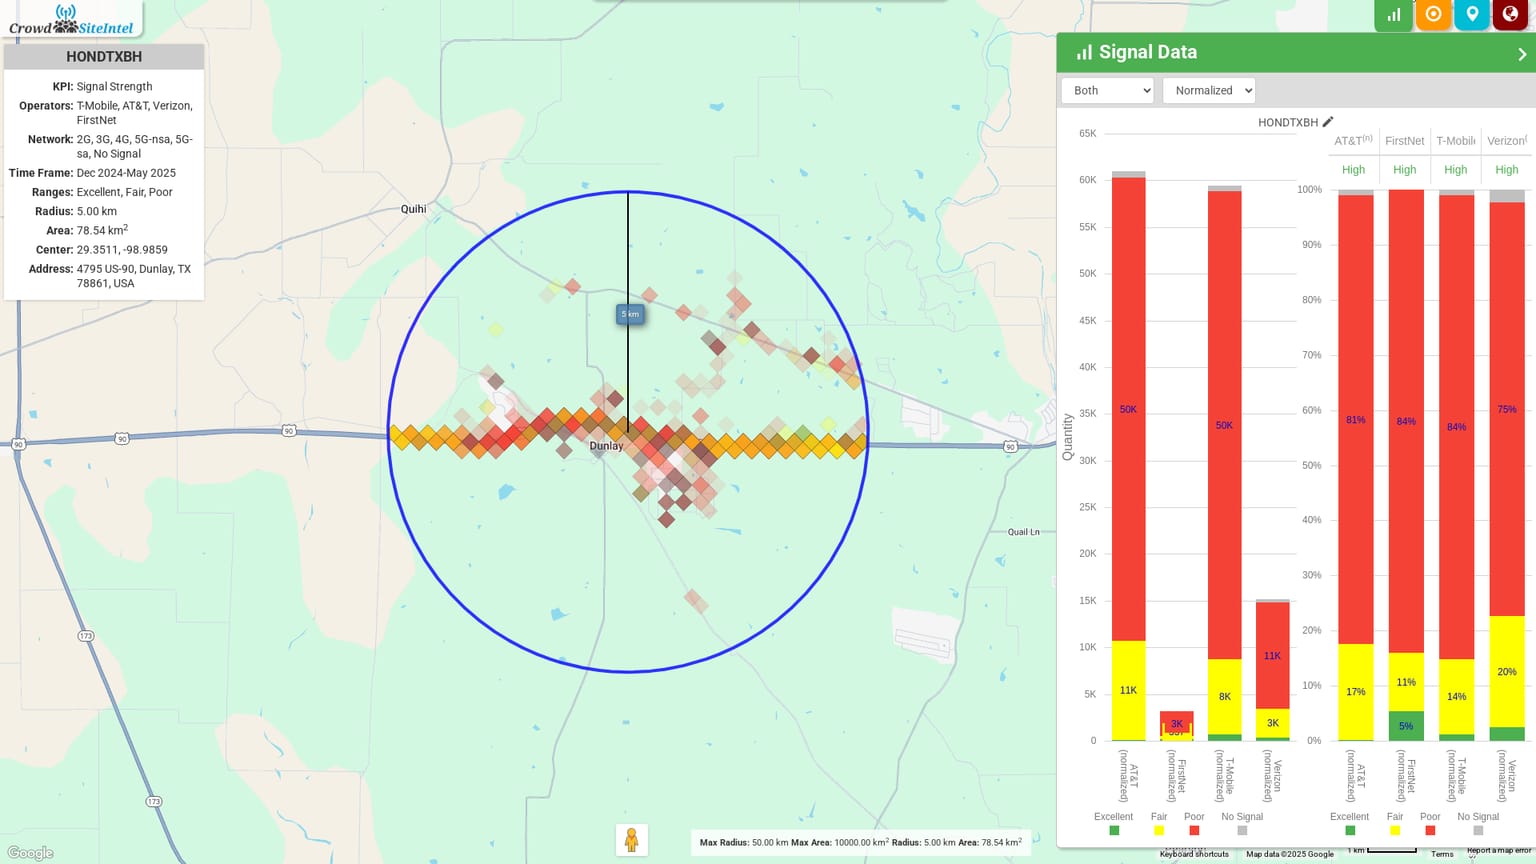 Crowd SiteIntel
HONDTXBH
KPI: Signal Strength
Operators: T-Mobile, AT&T, Verizon,
FirstNet
Network: 2G, 3G, 4G, 5G-nsa, 5G-
sa, No Signal
Time Frame: Dec 2024-May 2025
Ranges: Excellent, Fair, Poor
Radius: 5.00 km
Area: 78.54 km2
Center: 29.3511, -98.9859
Address: 4795 US-90, Dunlay, TX
78861, USA
Quihi
5 km
Dunlay
90
90
90
90
90
173
173
Quail Ln
Google
Max Radius: 50.00 km Max Area: 10000.00 km2 Radius: 5.00 km Area: 78.54 km2
Signal Data
Both
Normalized
HONDTXBH
65K
60K
55K
50K
45K
40K
35K
30K
25K
20K
15K
10K
5K
0
Quantity
50K
11K
3K
50K
8K
11K
3K
AT&T (normalized)
FirstNet (normalized)
T-Mobile (normalized)
Verizon (normalized)
Excellent
Fair
Poor
No Signal
AT&T(n)
FirstNet
T-Mobile
Verizon(
High
High
High
High
100%
90%
80%
70%
60%
50%
40%
30%
20%
10%
0%
81%
17%
84%
11%
5%
84%
14%
75%
20%
AT&T (normalized)
FirstNet (normalized)
T-Mobile (normalized)
Verizon (normalized)
Excellent
Fair
Poor
No Signal
Keyboard shortcuts
Map data ©2025 Google
1 km
Terms
Report a map error